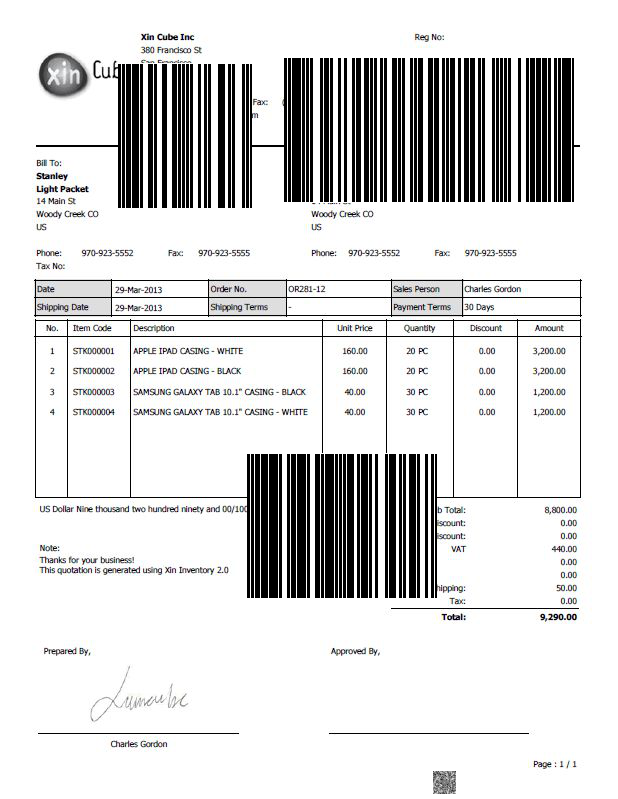 Xin Cube Inc
Reg No:
380 Francisco St
San Francisco
xin Cub
Fax:
m
Bill To:
Stanley
Light Packet
14 Main St
Woody Creek CO Woody Creek CO
US US
Phone: 970-923-5552 Fax: 970-923-5555 Phone: 970-923-5552 Fax: 970-923-5555
Tax No:
Date 29-Mar-2013 Order No. OR281-12 Sales Person Charles Gordon
Shipping Date 29-Mar-2013 Shipping Terms - Payment Terms 30 Days
No. Item Code Description Unit Price Quantity Discount Amount
1 STK000001 APPLE IPAD CASING - WHITE 160.00 20 PC 0.00 3,200.00
2 STK000002 APPLE IPAD CASING - BLACK 160.00 20 PC 0.00 3,200.00
3 STK000003 SAMSUNG GALAXY TAB 10.1" CASING - BLACK 40.00 30 PC 0.00 1,200.00
4 STK000004 SAMSUNG GALAXY TAB 10.1" CASING - WHITE 40.00 30 PC 0.00 1,200.00
US Dollar Nine thousand two hundred ninety and 00/100 b Total: 8,800.00
iscount: 0.00
iscount: 0.00
Note: VAT 440.00
Thanks for your business! 0.00
This quotation is generated using Xin Inventory 2.0 0.00
hipping: 50.00
Tax: 0.00
Total: 9,290.00
Prepared By, Approved By,
Charles Gordon
Page : 1 / 1